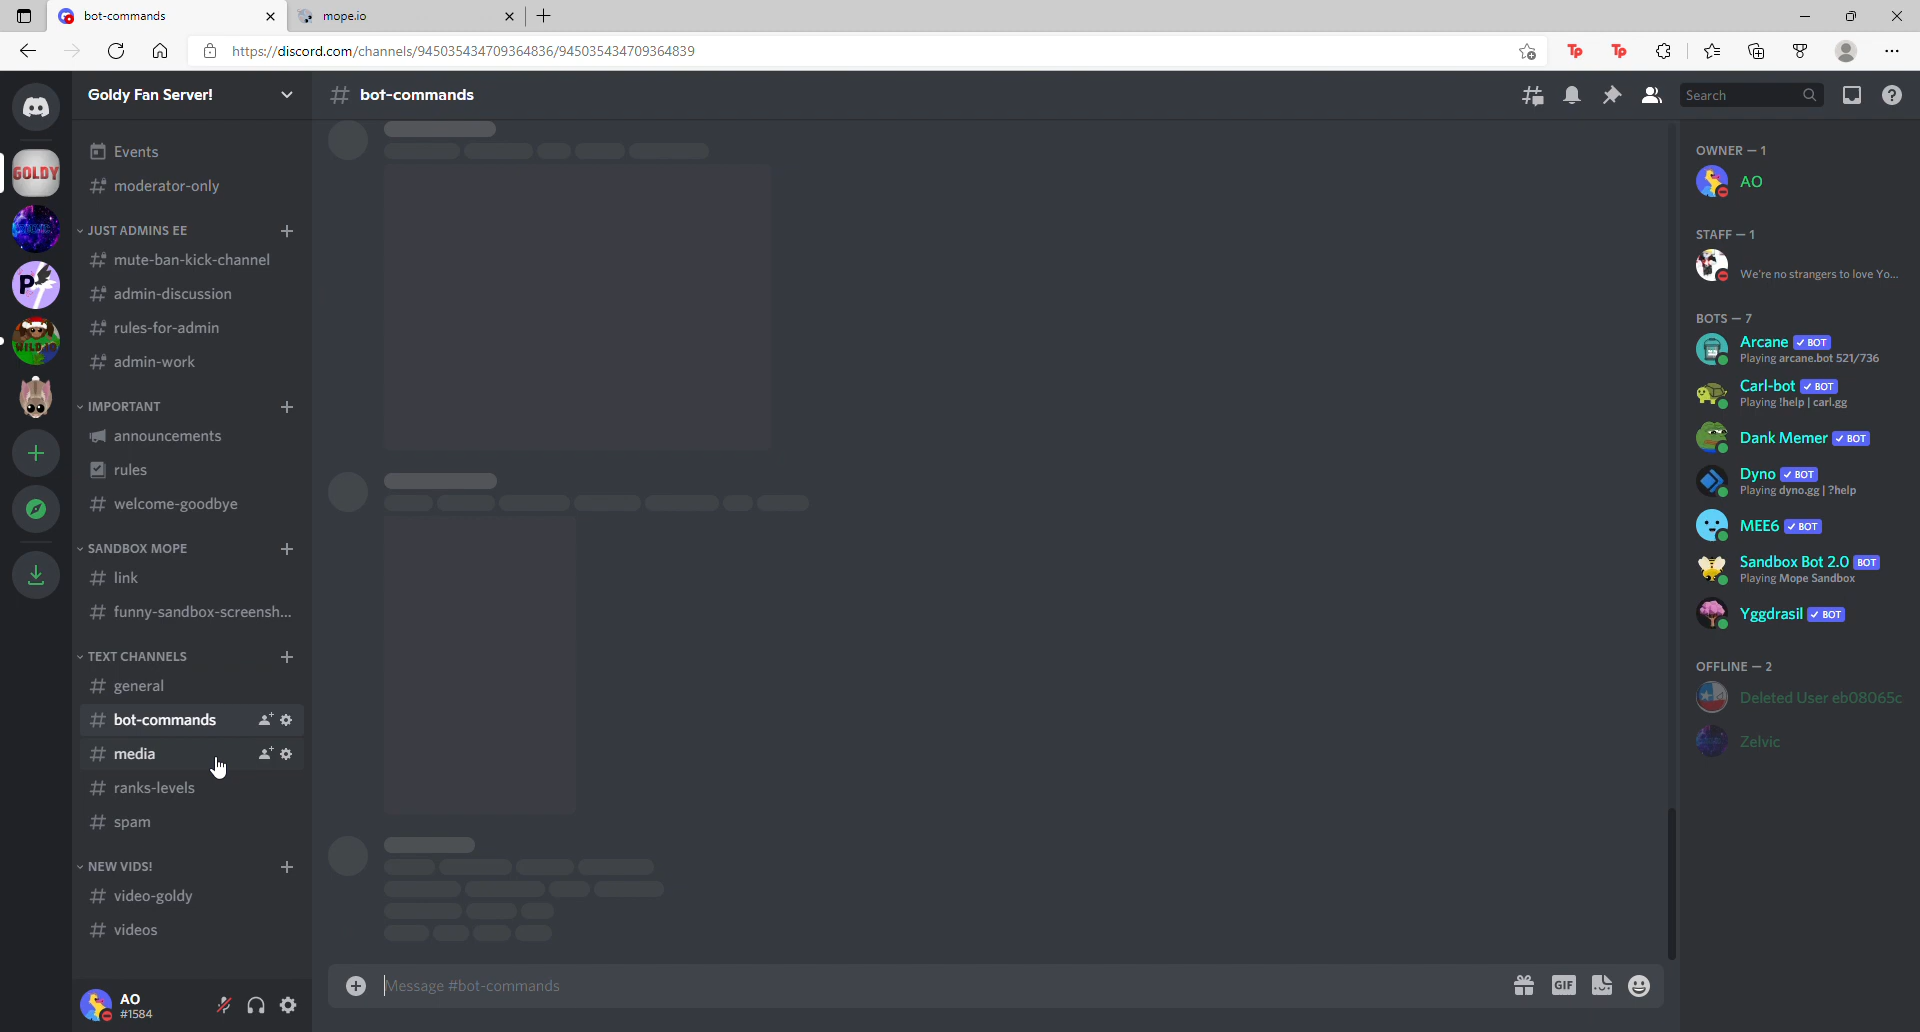 bot-commands
mope.io
https://discord.com/channels/945035434709364836/945035434709364839
Goldy Fan Server!
bot-commands
Search
GOLDY
P
Events
moderator-only
JUST ADMINS EE
mute-ban-kick-channel
admin-discussion
rules-for-admin
admin-work
IMPORTANT
announcements
rules
welcome-goodbye
SANDBOX MOPE
link
funny-sandbox-screensh...
TEXT CHANNELS
general
bot-commands
media
ranks-levels
spam
NEW VIDS!
video-goldy
videos
AO
#1584
Message #bot-commands
GIF
OWNER — 1
AO
STAFF — 1
We're no strangers to love Yo...
BOTS — 7
Arcane ✓ BOT
Playing arcane.bot 521/736
Carl-bot ✓ BOT
Playing !help | carl.gg
Dank Memer ✓ BOT
Dyno ✓ BOT
Playing dyno.gg | ?help
MEE6 ✓ BOT
Sandbox Bot 2.0 BOT
Playing Mope Sandbox
Yggdrasil ✓ BOT
OFFLINE — 2
Deleted User eb08065c
Zelvic